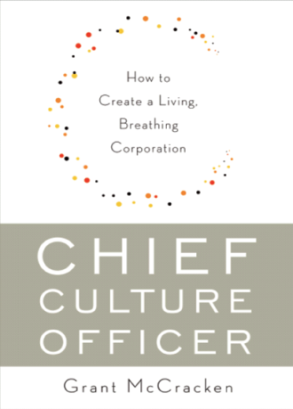 How to
Create a Living,
Breathing
Corporation
CHIEF
CULTURE
OFFICER
Grant McCracken